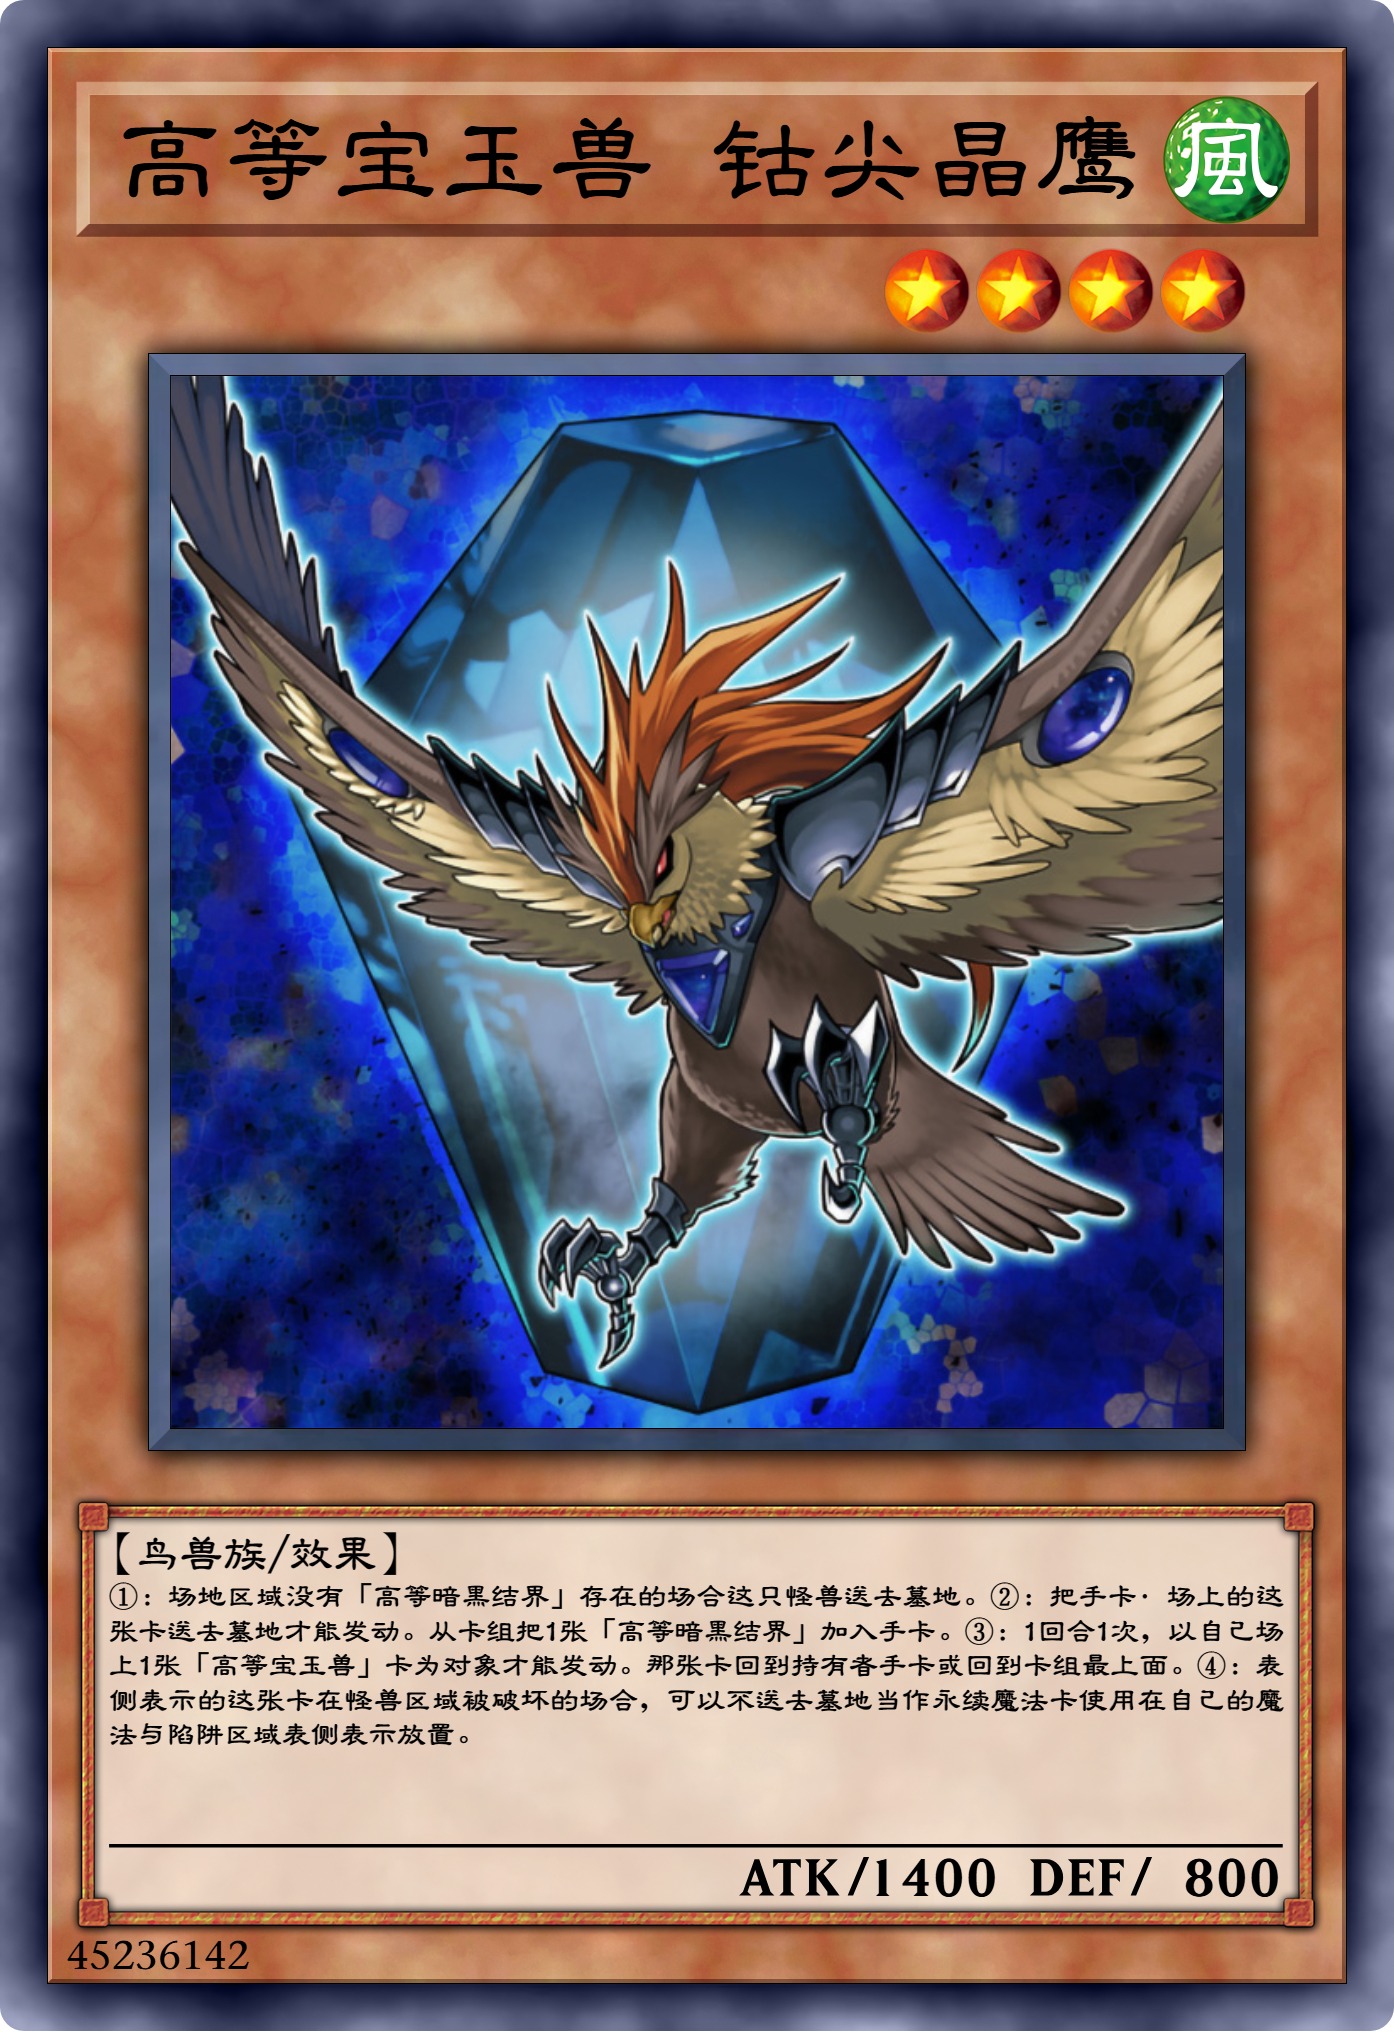 高等宝玉兽 钴尖晶鹰 風
【鸟兽族/效果】
①：场地区域没有「高等暗黑结界」存在的场合这只怪兽送去墓地。②：把手卡·场上的这
张卡送去墓地才能发动。从卡组把1张「高等暗黑结界」加入手卡。③：1回合1次，以自己场
上1张「高等宝玉兽」卡为对象才能发动。那张卡回到持有者手卡或回到卡组最上面。④：表
侧表示的这张卡在怪兽区域被破坏的场合，可以不送去墓地当作永续魔法卡使用在自己的魔
法与陷阱区域表侧表示放置。
ATK/1400 DEF/ 800
45236142